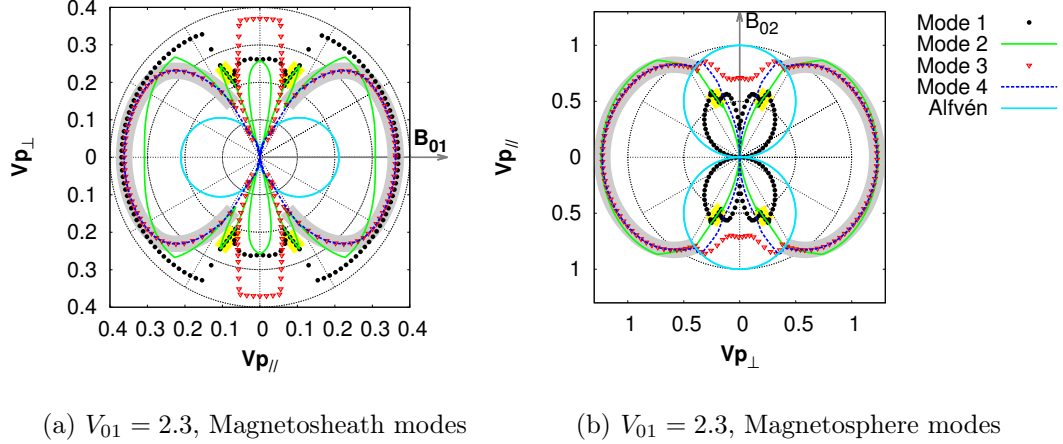 0.4
0.3
0.2
0.1
0
0.1
0.2
0.3
0.4
Vp⊥
0.4 0.3 0.2 0.1 0 0.1 0.2 0.3 0.4
Vp//
B01
1
0.5
0
0.5
1
Vp//
1 0.5 0 0.5 1
Vp⊥
B02
Mode 1
Mode 2
Mode 3
Mode 4
Alfvén
(a) V01 = 2.3, Magnetosheath modes
(b) V01 = 2.3, Magnetosphere modes